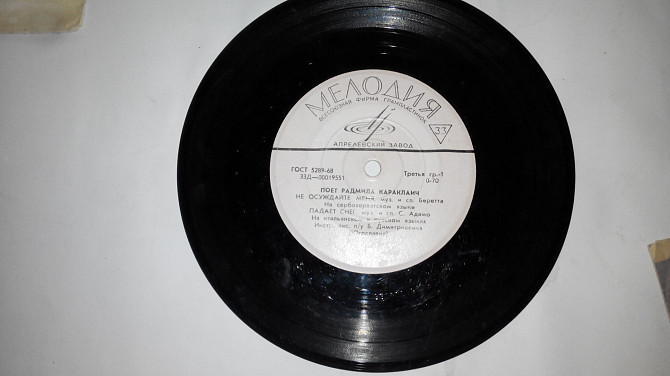 МЕЛОДИЯ
ВСЕСОЮЗНАЯ ФИРМА ГРАМПЛАСТИНОК
33
АПРЕЛЕВСКИЙ ЗАВОД
ГОСТ 5289-68
33Д—00019551
Третья гр.-1
0-70
ПОЕТ РАДМИЛА КАРАКЛАИЧ
НЕ ОСУЖДАЙТЕ МЕНЯ, муз. и сл. Беретта
На сербохорватском языке
ПАДАЕТ СНЕГ, муз. и сл. С. Адамо
На итальянском и русском языках
Инстр. анс. п/у Б. Димитриевича
(Югославия)